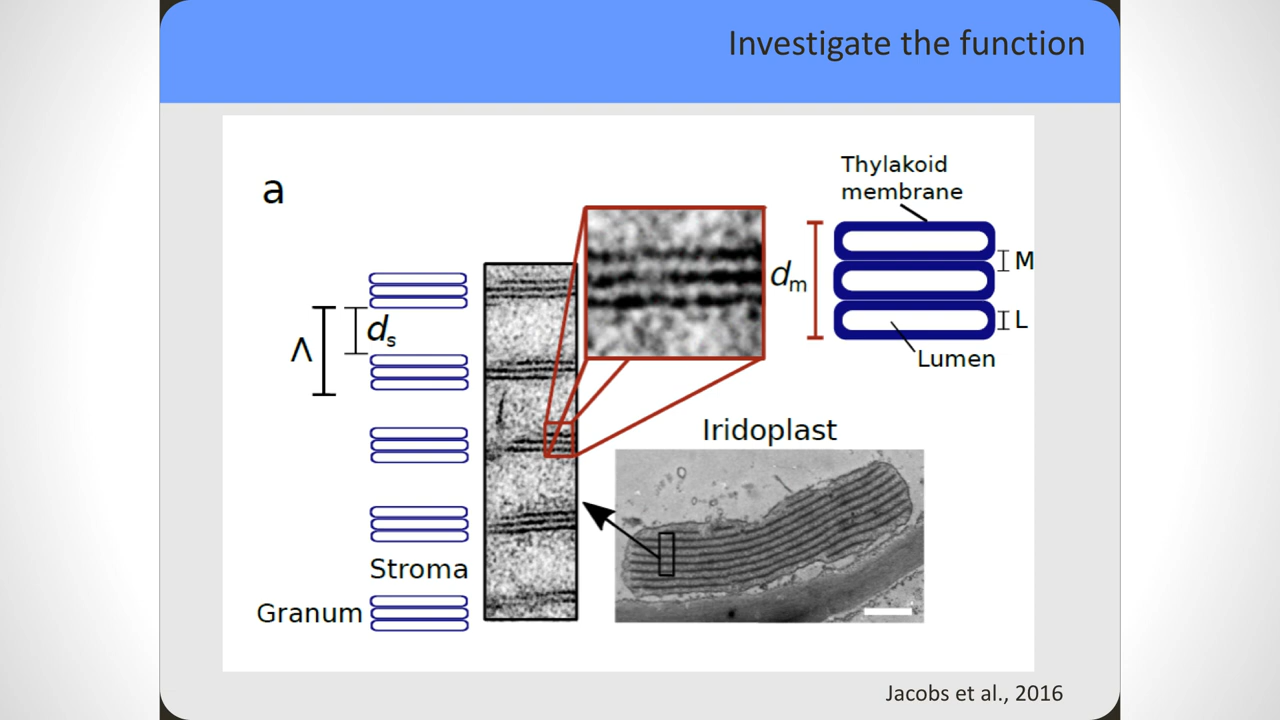 Investigate the function
a
Thylakoid
membrane
M
dm
L
Lumen
ds
Λ
Iridoplast
Stroma
Granum
Jacobs et al., 2016